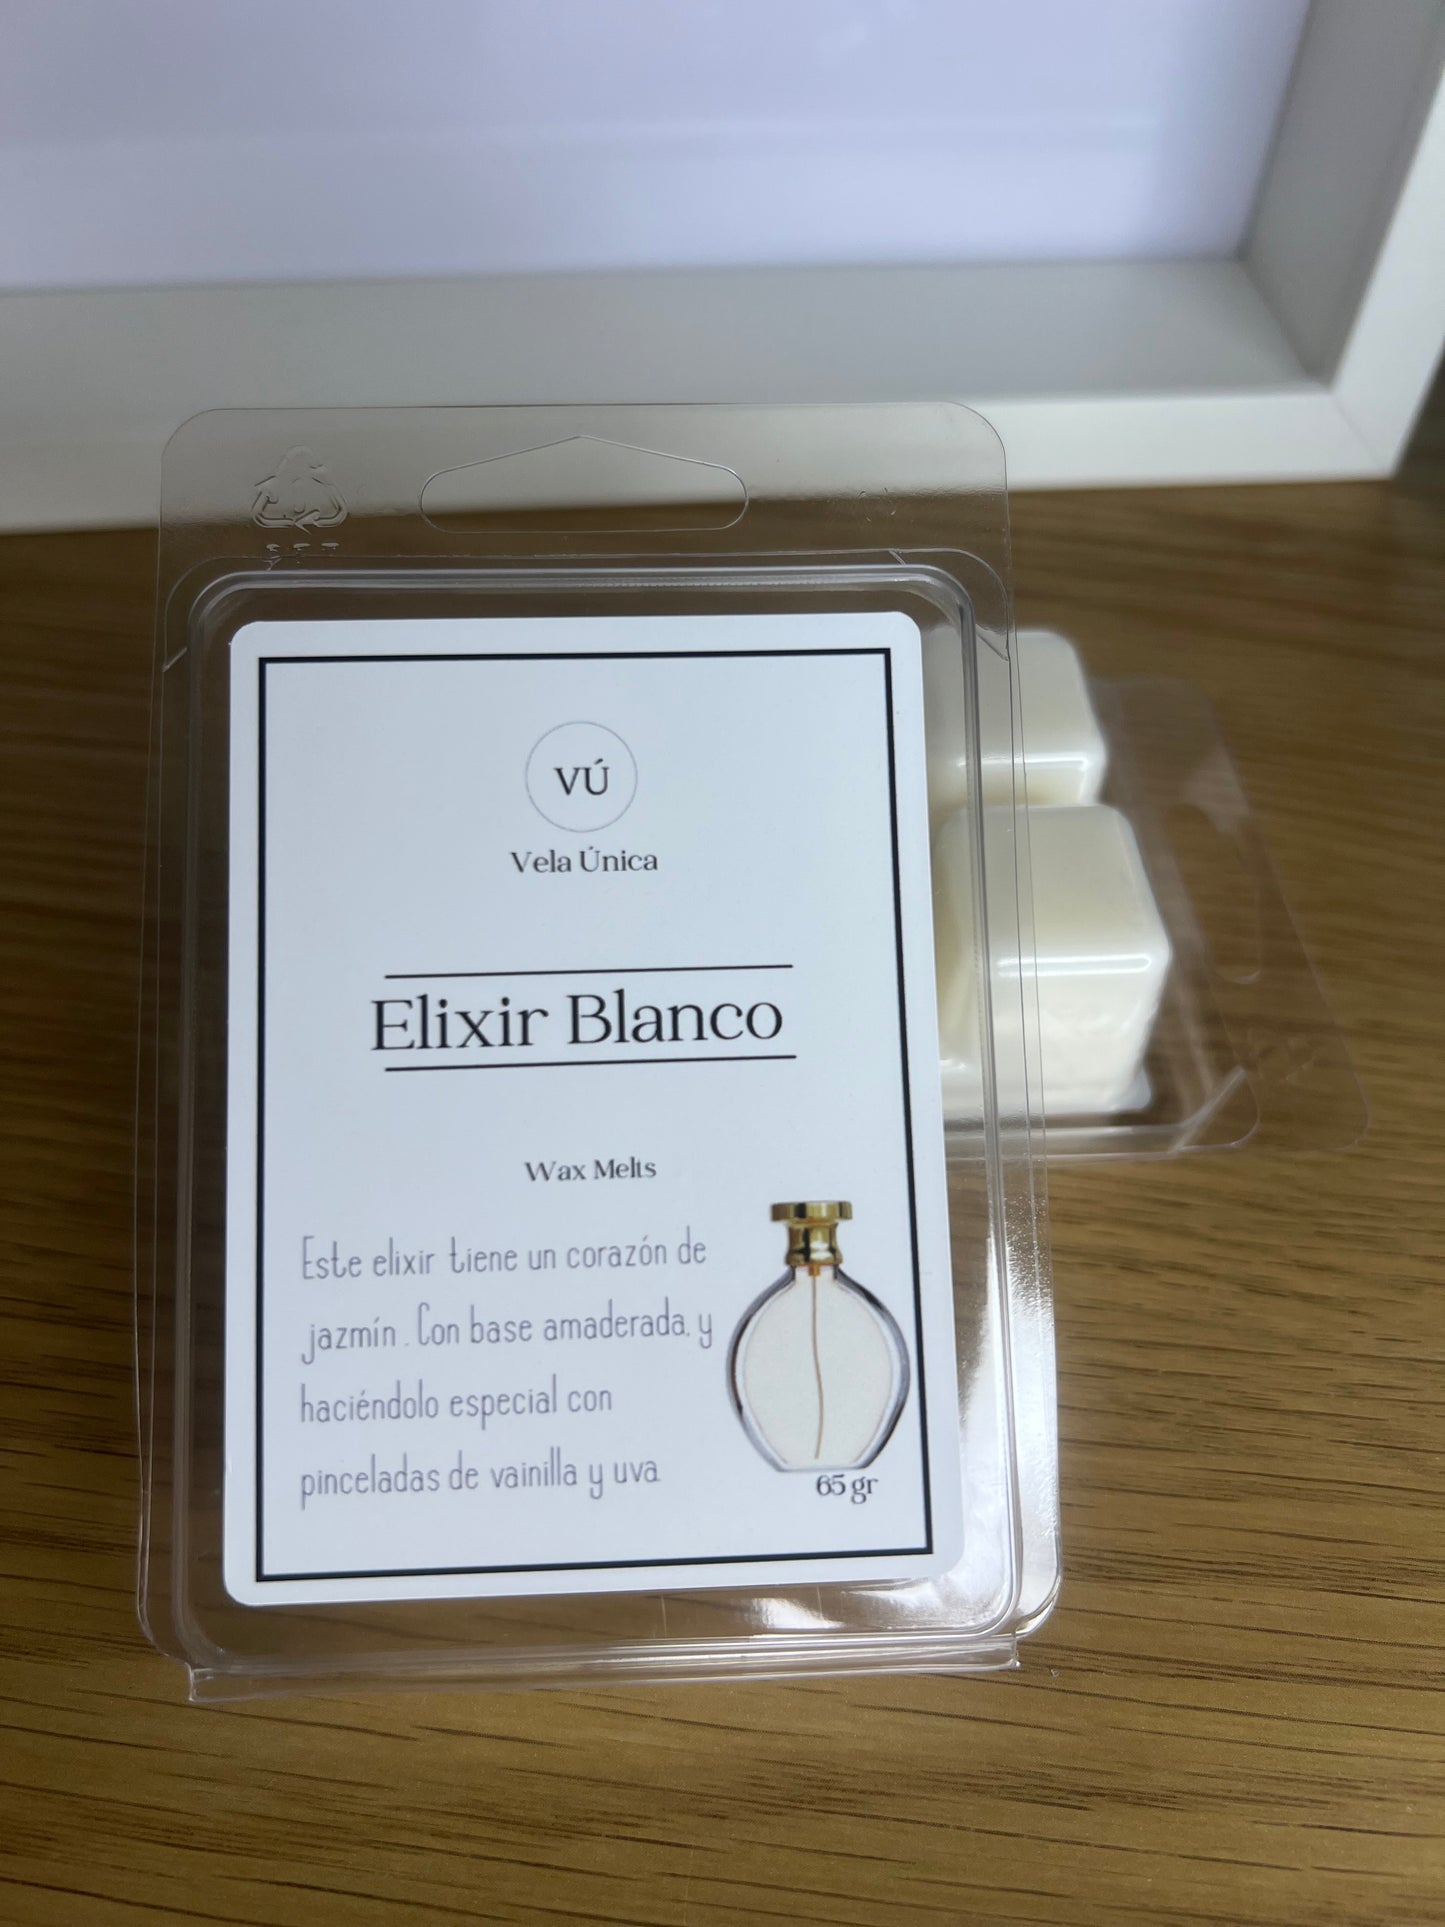 VÚ
Vela Única
Elixir Blanco
Wax Melts
Este elixir tiene un corazón de
jazmín . Con base amaderada, y
haciéndolo especial con
pinceladas de vainilla y uva
65 gr